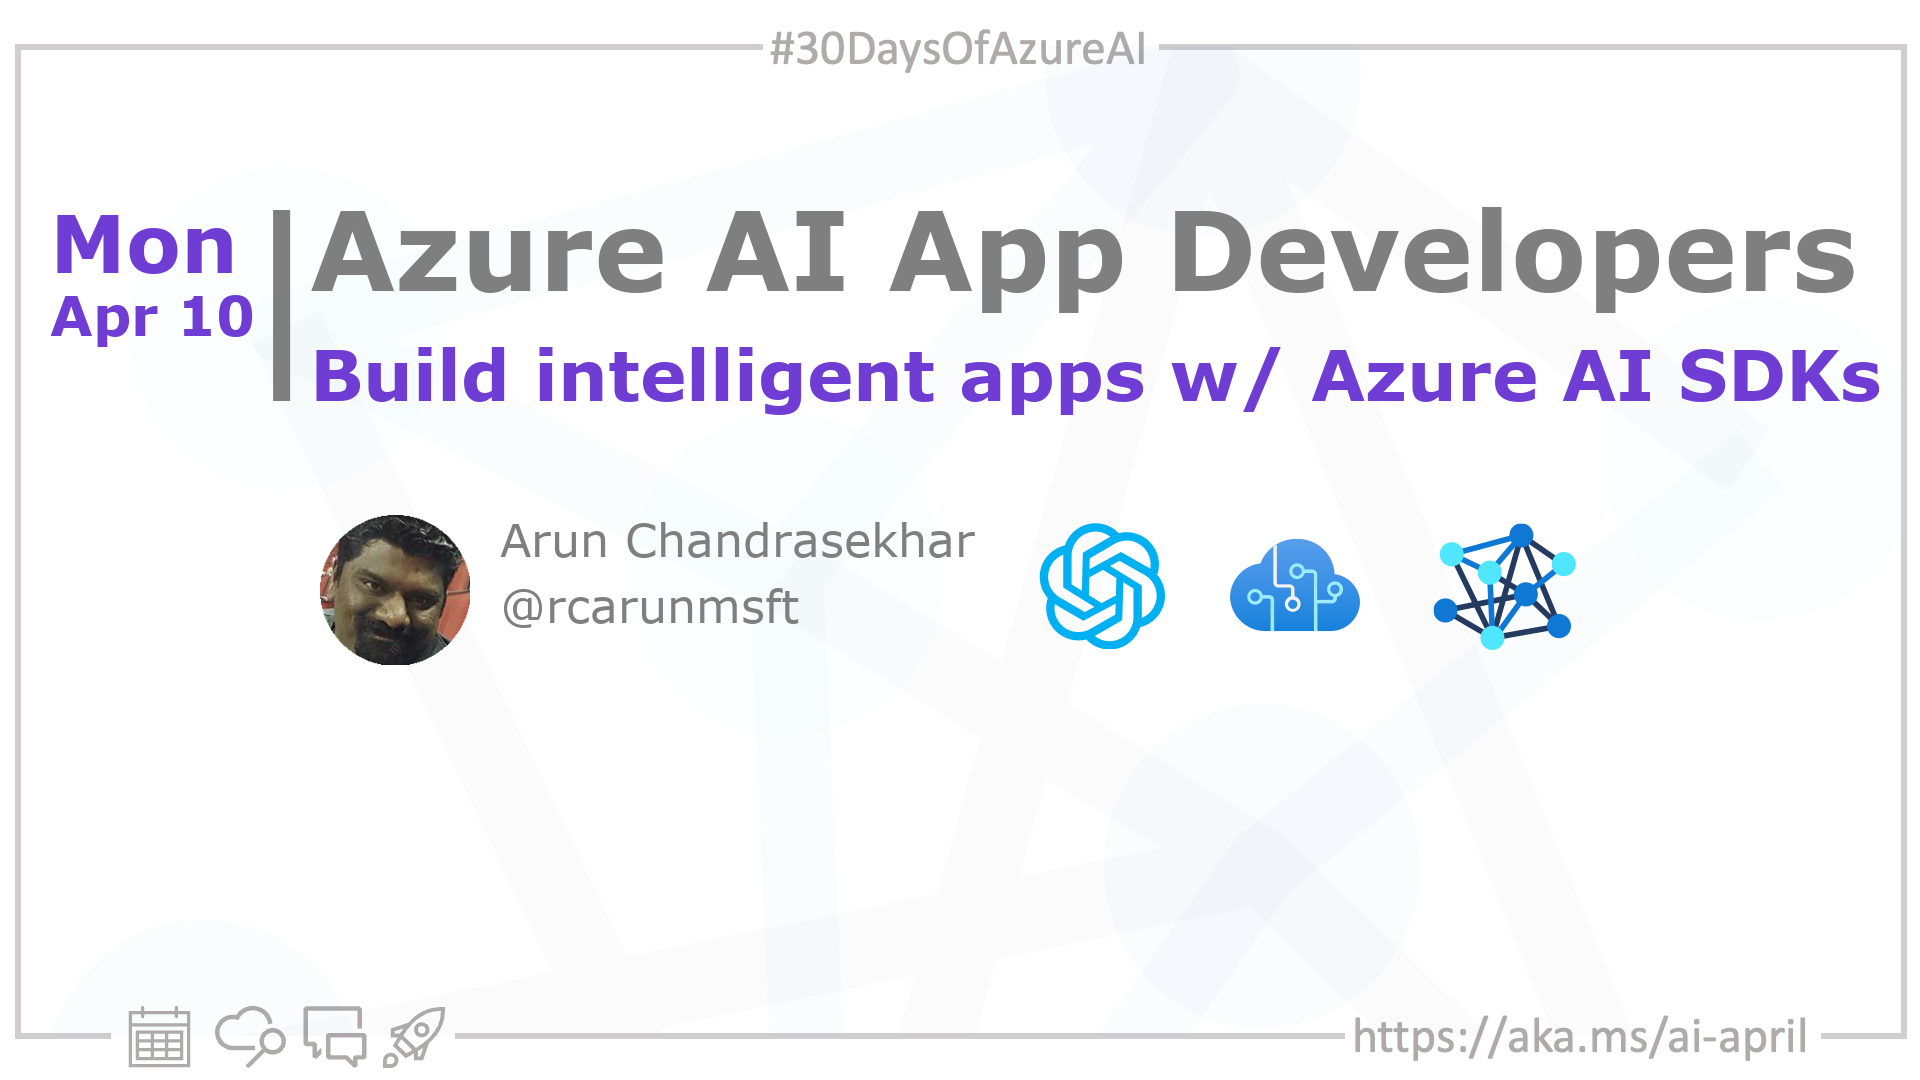 #30DaysOfAzureAI
Mon
Apr 10
Azure AI App Developers
Build intelligent apps w/ Azure AI SDKs
Arun Chandrasekhar
@rcarunmsft
https://aka.ms/ai-april